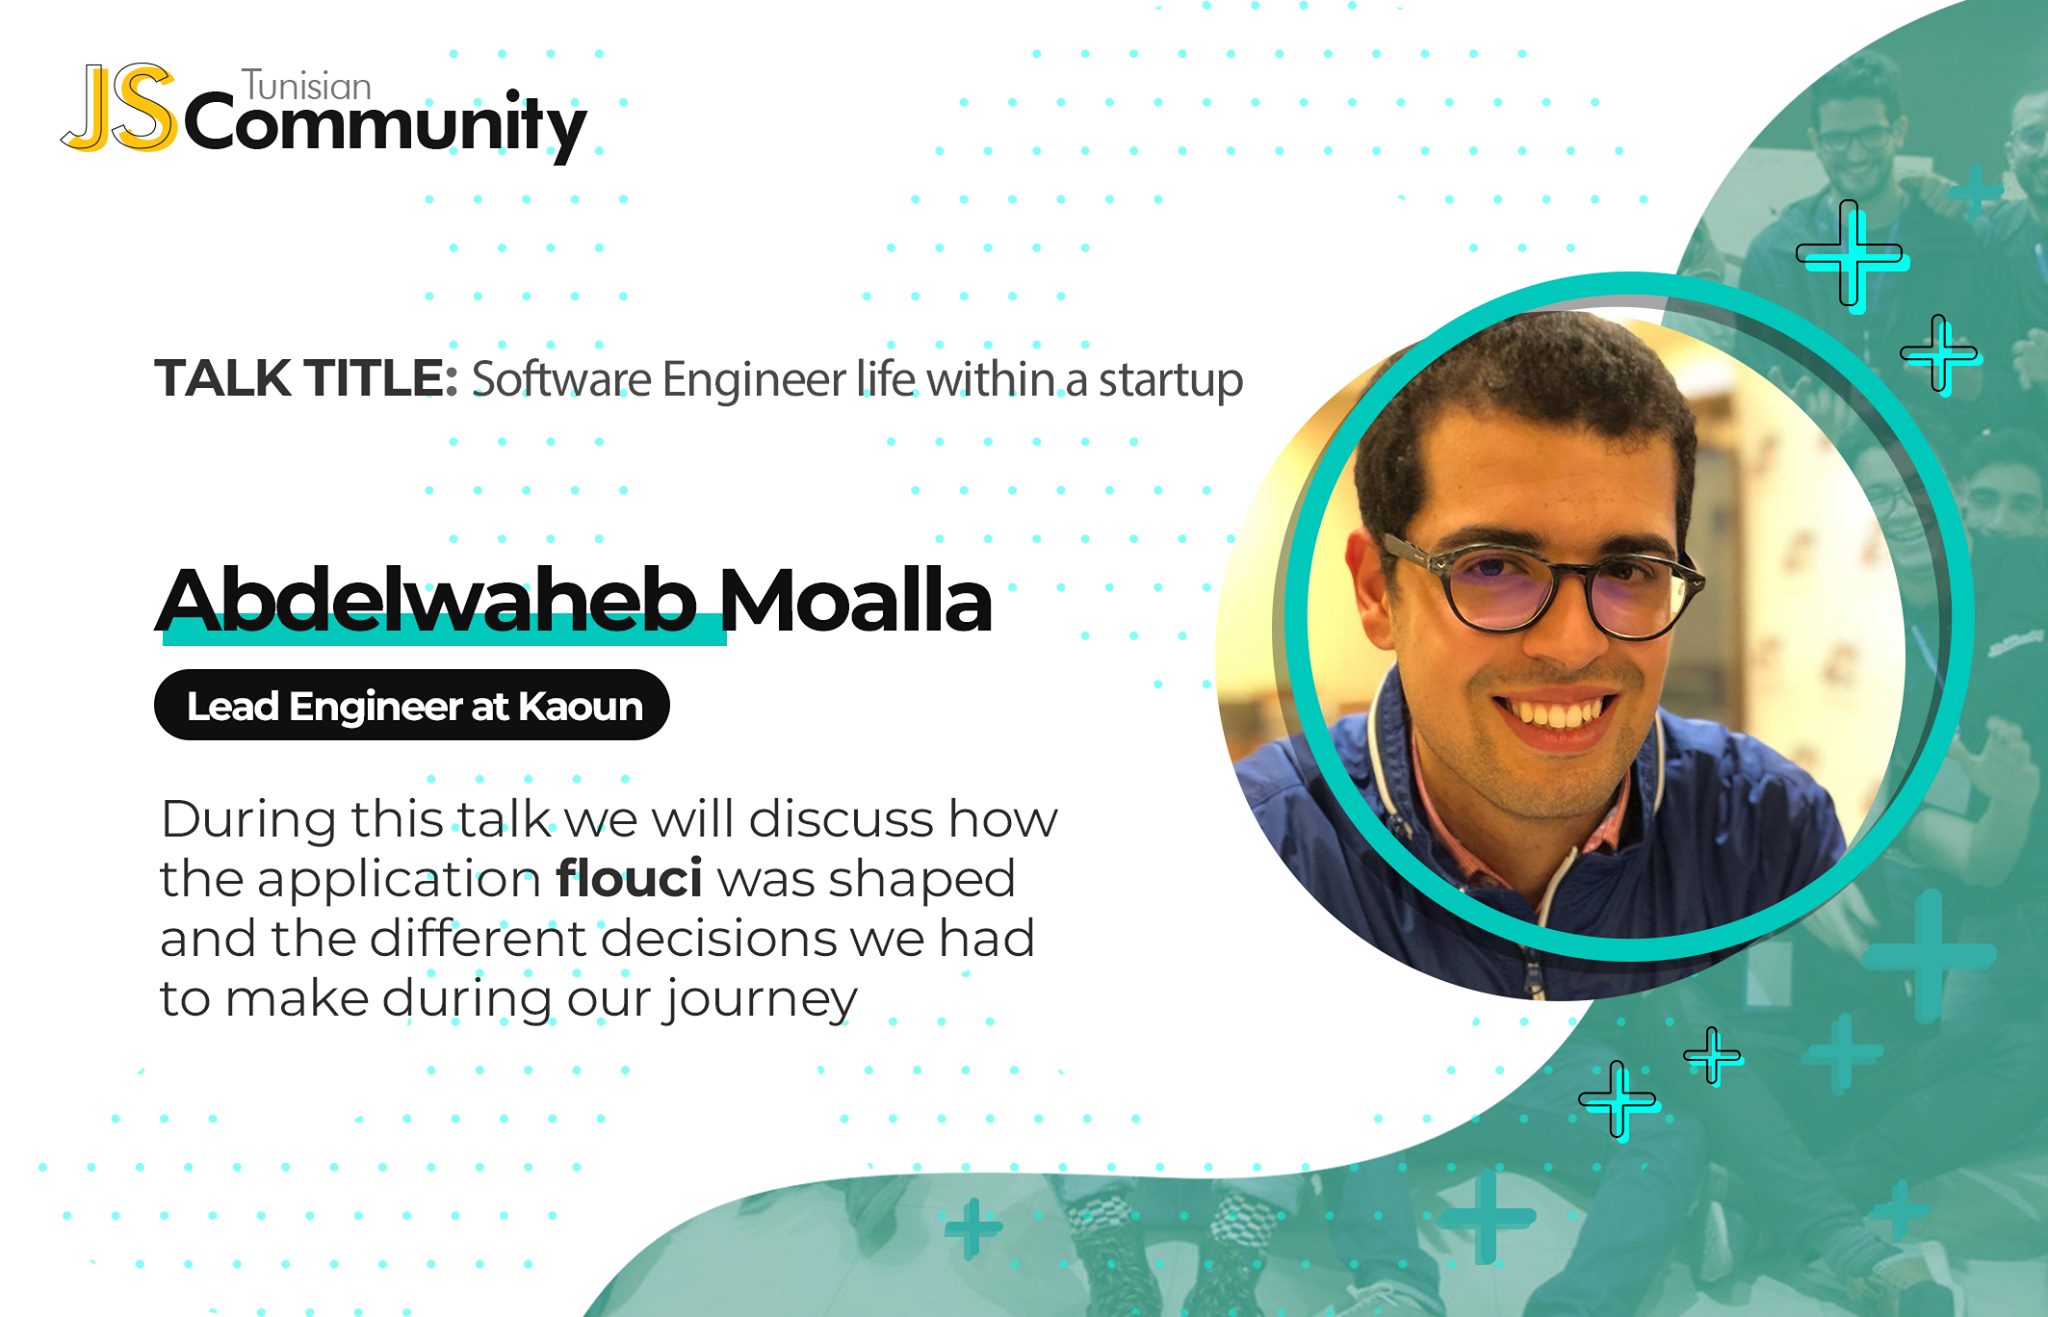 JS Tunisian Community
TALK TITLE: Software Engineer life within a startup
Abdelwaheb Moalla
Lead Engineer at Kaoun
During this talk we will discuss how
the application flouci was shaped
and the different decisions we had
to make during our journey